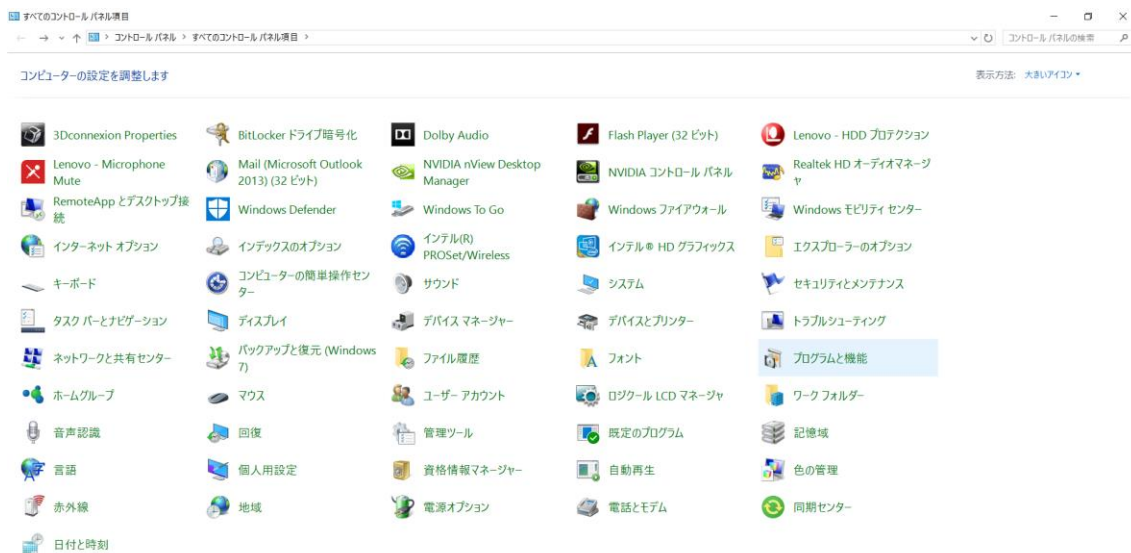 すべてのコントロール パネル項目
コントロール パネル > すべてのコントロール パネル項目 >
コントロール パネルの検索
コンピューターの設定を調整します
表示方法: 大きいアイコン
3Dconnexion Properties
BitLocker ドライブ暗号化
Dolby Audio
Flash Player (32 ビット)
Lenovo - HDD プロテクション
Lenovo - Microphone
Mute
Mail (Microsoft Outlook
2013) (32 ビット)
NVIDIA nView Desktop
Manager
NVIDIA コントロール パネル
Realtek HD オーディオマネージ
ャ
RemoteApp とデスクトップ接
続
Windows Defender
Windows To Go
Windows ファイアウォール
Windows モビリティ センター
インターネット オプション
インデックスのオプション
インテル(R)
PROSet/Wireless
インテル® HD グラフィックス
エクスプローラーのオプション
キーボード
コンピューターの簡単操作セン
ター
サウンド
システム
セキュリティとメンテナンス
タスク バーとナビゲーション
ディスプレイ
デバイス マネージャー
デバイスとプリンター
トラブルシューティング
ネットワークと共有センター
バックアップと復元 (Windows
7)
ファイル履歴
フォント
プログラムと機能
ホームグループ
マウス
ユーザー アカウント
ロジクール LCD マネージャ
ワーク フォルダー
音声認識
回復
管理ツール
既定のプログラム
記憶域
言語
個人用設定
資格情報マネージャー
自動再生
色の管理
赤外線
地域
電源オプション
電話とモデム
同期センター
日付と時刻